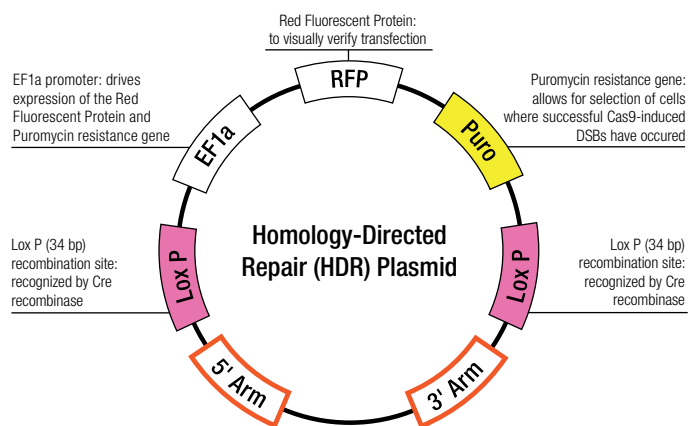 Red Fluorescent Protein:
to visually verify transfection
RFP
EF1a promoter: drives
expression of the Red
Fluorescent Protein and
Puromycin resistance gene
Puromycin resistance gene:
allows for selection of cells
where successful Cas9-induced
DSBs have occured
EF1a
Puro
Homology-Directed
Repair (HDR) Plasmid
Lox P (34 bp)
recombination site:
recognized by Cre
recombinase
Lox P
Lox P
Lox P (34 bp)
recombination site:
recognized by Cre
recombinase
5' Arm
3' Arm